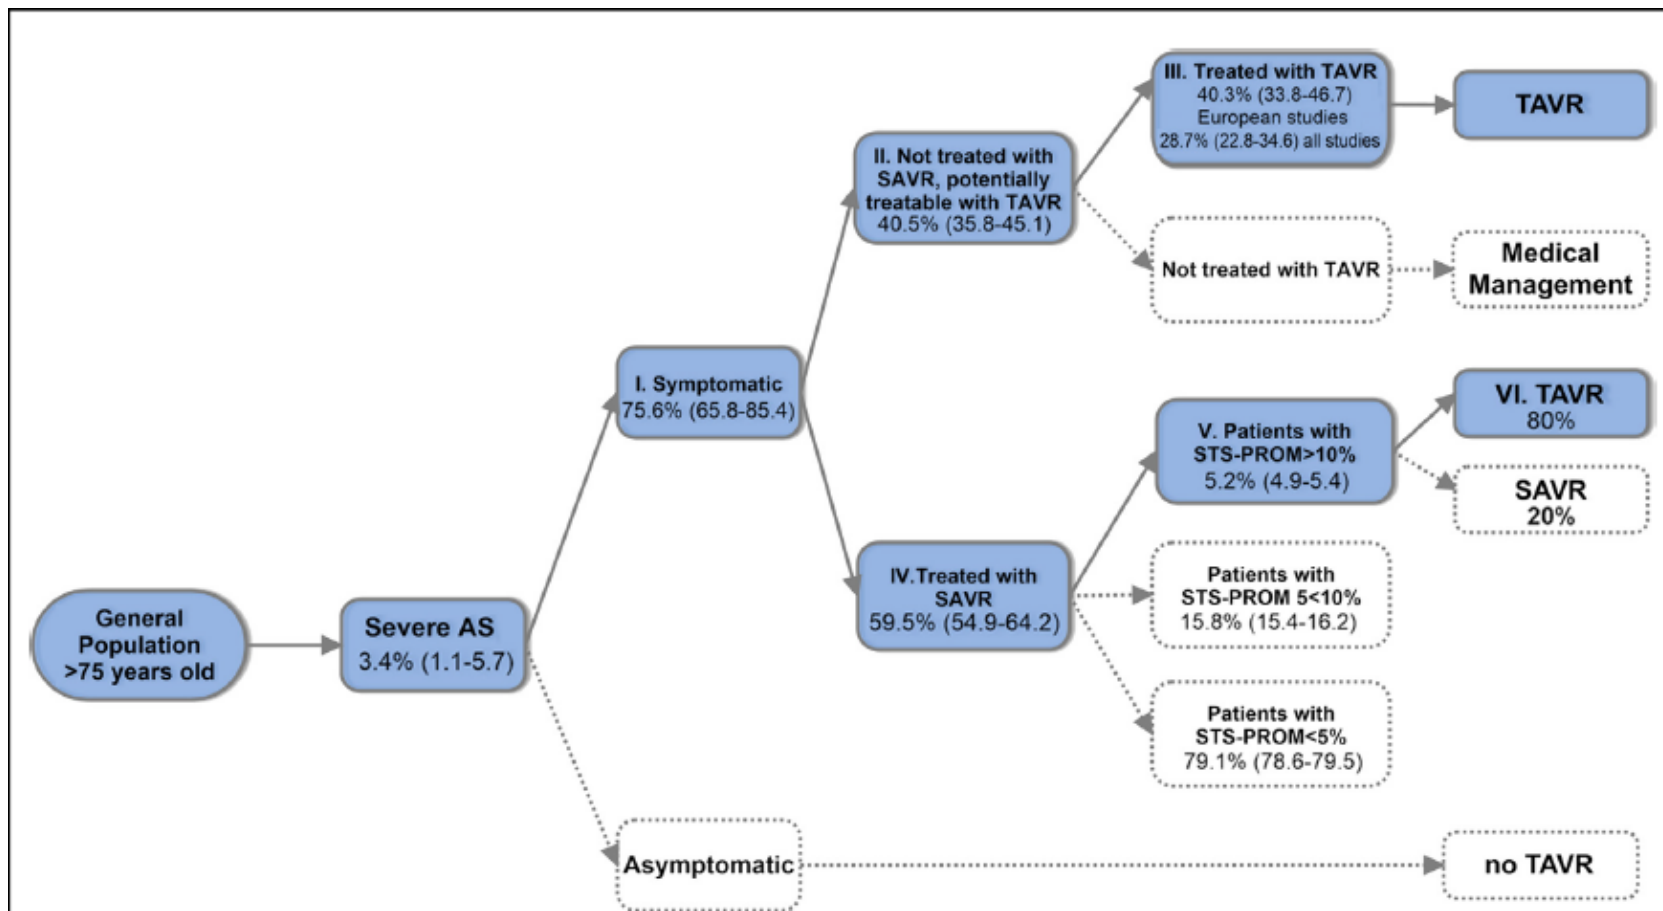 General
Population
>75 years old
Severe AS
3.4% (1.1-5.7)
I. Symptomatic
75.6% (65.8-85.4)
Asymptomatic
II. Not treated with
SAVR, potentially
treatable with TAVR
40.5% (35.8-45.1)
IV.Treated with
SAVR
59.5% (54.9-64.2)
III. Treated with TAVR
40.3% (33.8-46.7)
European studies
28.7% (22.8-34.6) all studies
Not treated with TAVR
V. Patients with
STS-PROM>10%
5.2% (4.9-5.4)
Patients with
STS-PROM 5<10%
15.8% (15.4-16.2)
Patients with
STS-PROM<5%
79.1% (78.6-79.5)
TAVR
Medical
Management
VI. TAVR
80%
SAVR
20%
no TAVR